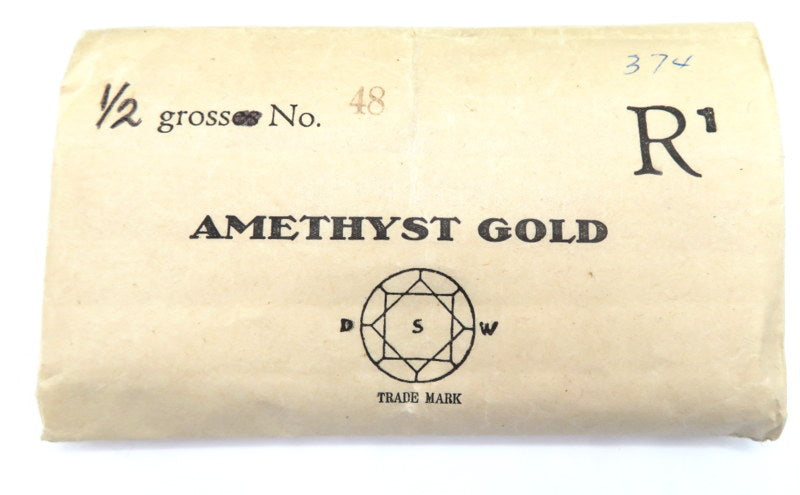 374
1/2 gross No. 48
R1
AMETHYST GOLD
D S W
TRADE MARK